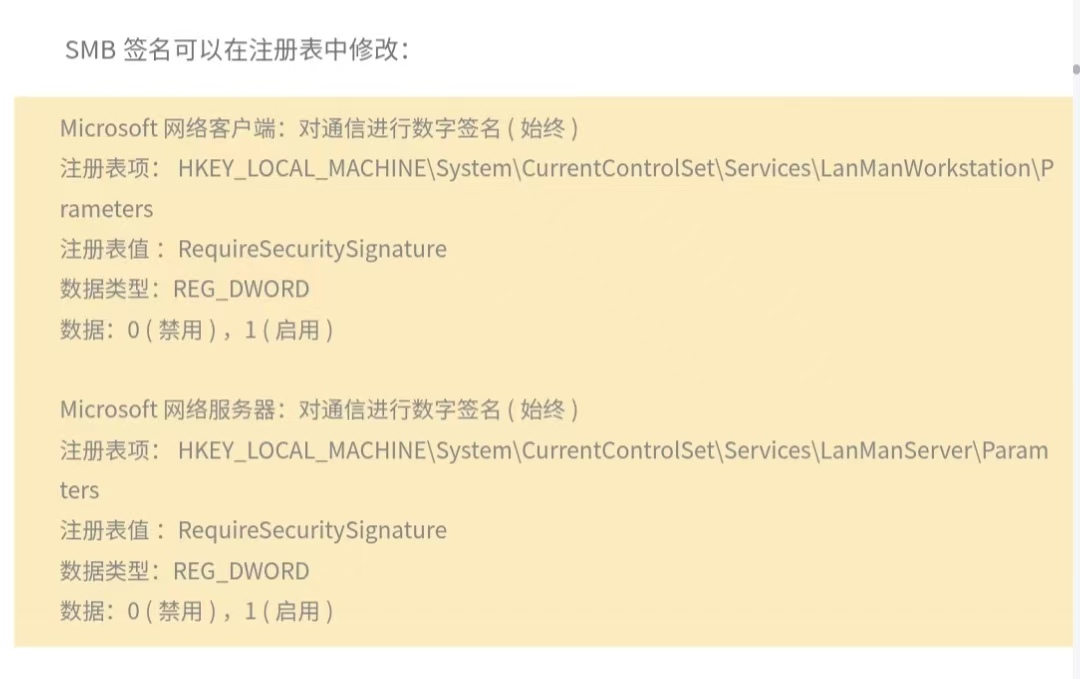 SMB 签名可以在注册表中修改：
Microsoft 网络客户端：对通信进行数字签名 ( 始终 )
注册表项： HKEY_LOCAL_MACHINE\System\CurrentControlSet\Services\LanManWorkstation\P
rameters
注册表值 ：RequireSecuritySignature
数据类型：REG_DWORD
数据：0 ( 禁用 ) ，1 ( 启用 )
Microsoft 网络服务器：对通信进行数字签名 ( 始终 )
注册表项： HKEY_LOCAL_MACHINE\System\CurrentControlSet\Services\LanManServer\Param
ters
注册表值 ：RequireSecuritySignature
数据类型：REG_DWORD
数据：0 ( 禁用 ) ，1 ( 启用 )